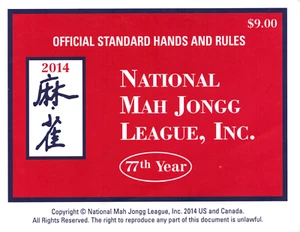 $9.00
OFFICIAL STANDARD HANDS AND RULES
2014
麻
雀
NATIONAL
MAH JONGG
LEAGUE, INC.
77th Year
Copyright © National Mah Jongg League, Inc. 2014 US and Canada.
All Rights Reserved. The right to reproduce any part of this document is unlawful.